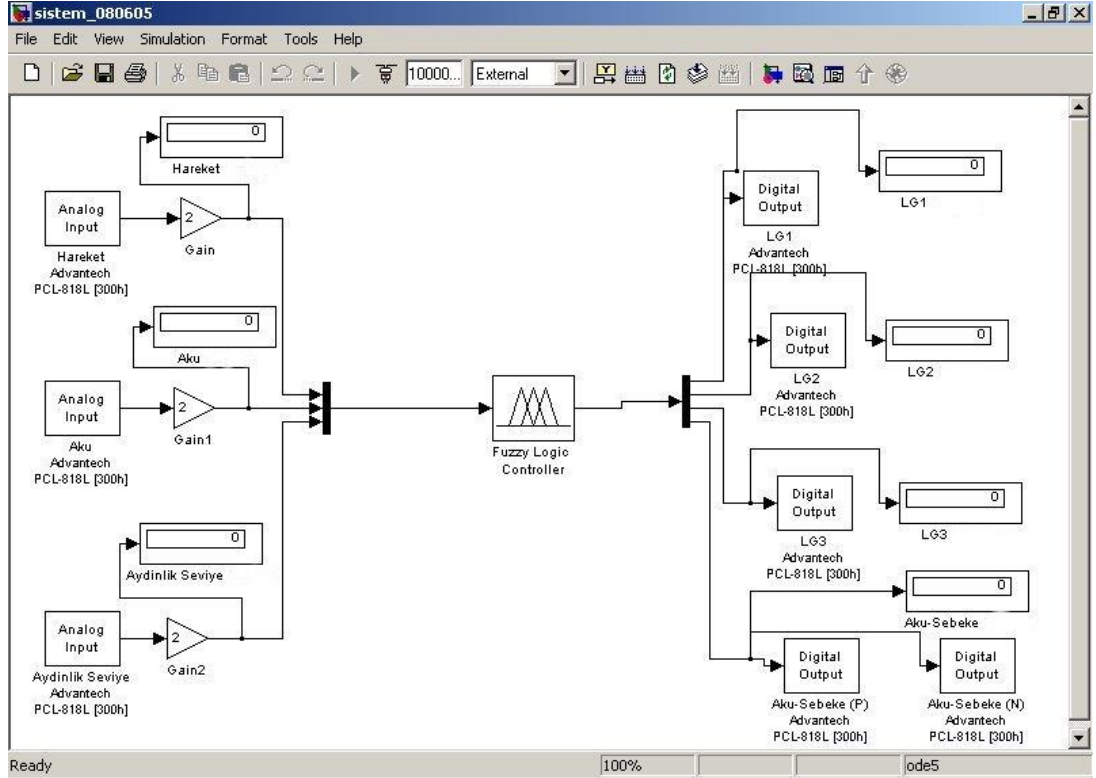 sistem_080605
File Edit View Simulation Format Tools Help
10000... External
0
Hareket
Analog
Input
Hareket
Advantech
PCL-818L [300h]
2
Gain
0
Aku
Analog
Input
Aku
Advantech
PCL-818L [300h]
2
Gain1
0
Aydinlik Seviye
Analog
Input
Aydinlik Seviye
Advantech
PCL-818L [300h]
2
Gain2
Fuzzy Logic
Controller
Digital
Output
LG1
Advantech
PCL-818L [300h]
0
LG1
Digital
Output
LG2
Advantech
PCL-818L [300h]
0
LG2
Digital
Output
LG3
Advantech
PCL-818L [300h]
0
LG3
0
Aku-Sebeke
Digital
Output
Aku-Sebeke (P)
Advantech
PCL-818L [300h]
Digital
Output
Aku-Sebeke (N)
Advantech
PCL-818L [300h]
Ready 100% ode5